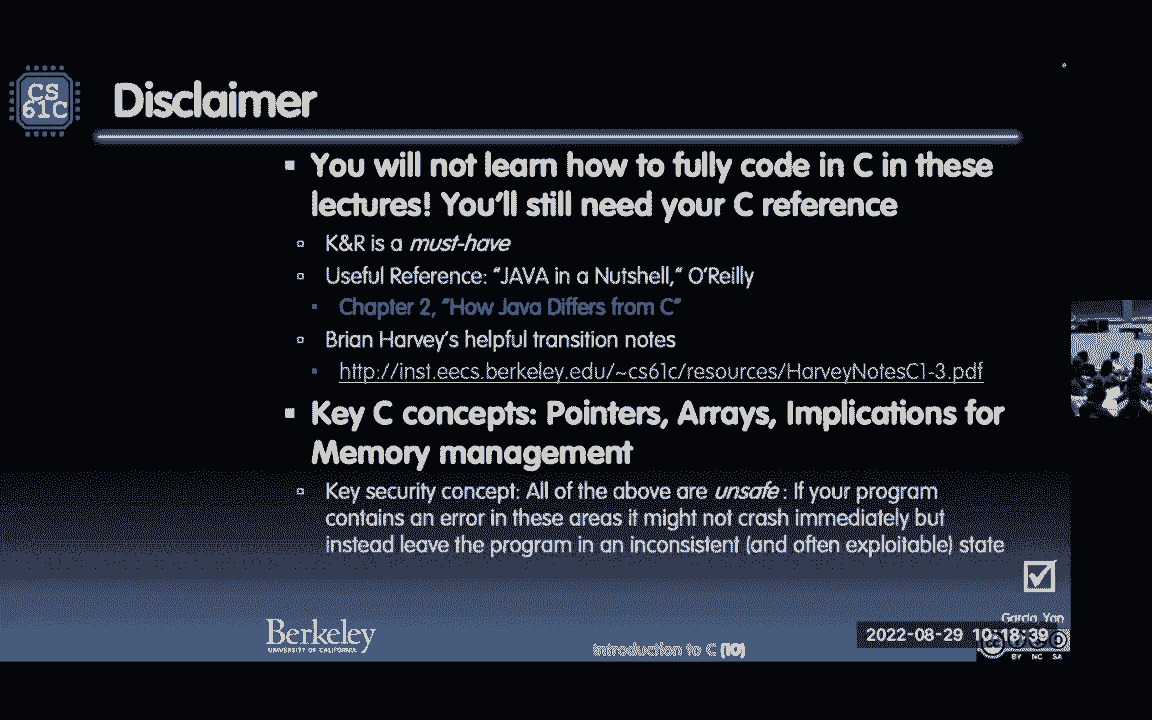 CS
61C
Disclaimer
You will not learn how to fully code in C in these
lectures! You'll still need your C reference
K&R is a must-have
Useful Reference: "JAVA in a Nutshell," O'Reilly
Chapter 2, "How Java Differs from C"
Brian Harvey's helpful transition notes
http://inst.eecs.berkeley.edu/~cs61c/resources/HarveyNotesC1-3.pdf
Key C concepts: Pointers, Arrays, Implications for
Memory management
Key security concept: All of the above are unsafe : If your program
contains an error in these areas it might not crash immediately but
instead leave the program in an inconsistent (and often exploitable) state
Berkeley
UNIVERSITY OF CALIFORNIA
Introduction to C (10)
2022-08-29 10:18:39
BY NC SA